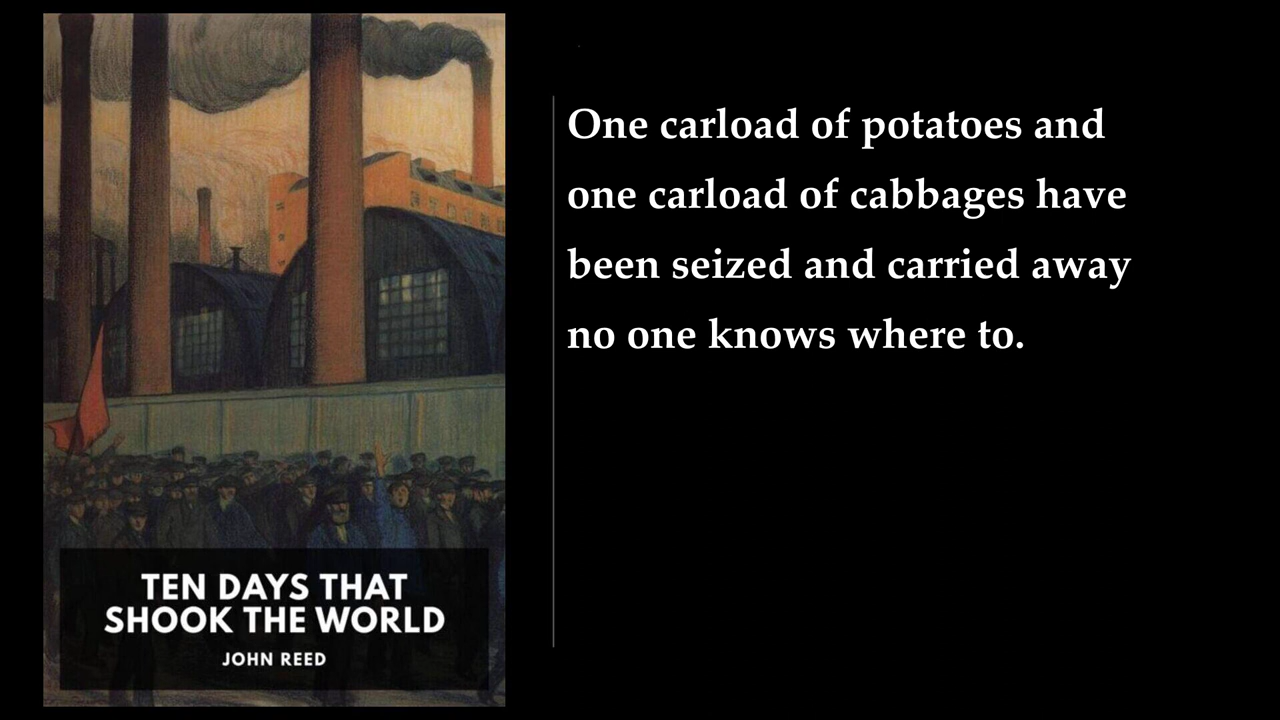 TEN DAYS THAT
SHOOK THE WORLD
JOHN REED
One carload of potatoes and
one carload of cabbages have
been seized and carried away
no one knows where to.